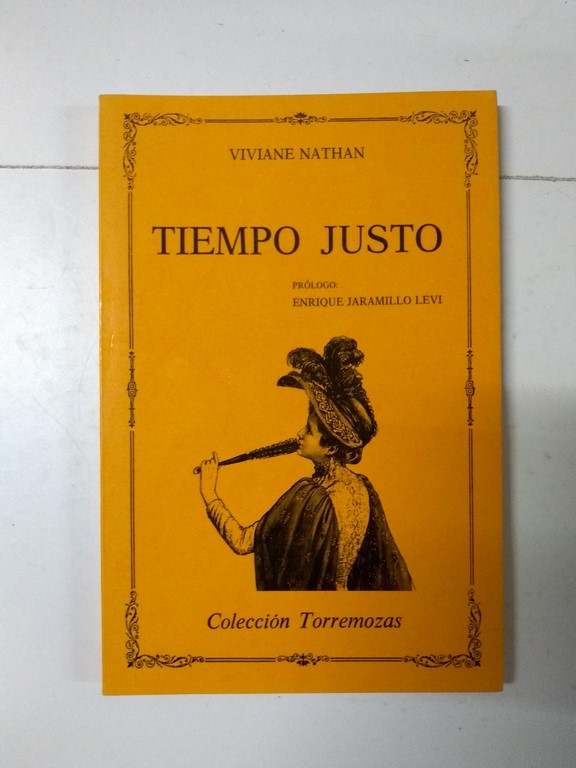 VIVIANE NATHAN
TIEMPO JUSTO
PRÓLOGO:
ENRIQUE JARAMILLO LEVI
Colección Torremozas